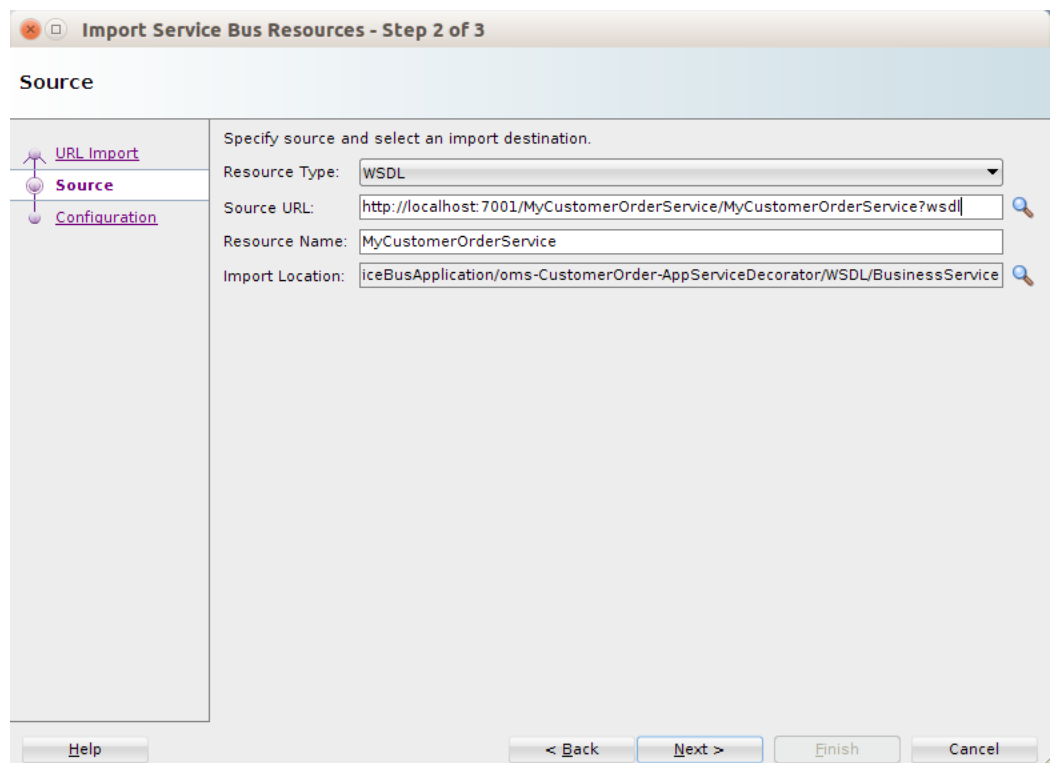 Import Service Bus Resources - Step 2 of 3
Source
URL Import
Source
Configuration
Specify source and select an import destination.
Resource Type: WSDL
Source URL: http://localhost:7001/MyCustomerOrderService/MyCustomerOrderService?wsdl
Resource Name: MyCustomerOrderService
Import Location: iceBusApplication/oms-CustomerOrder-AppServiceDecorator/WSDL/BusinessService
Help < Back Next > Finish Cancel